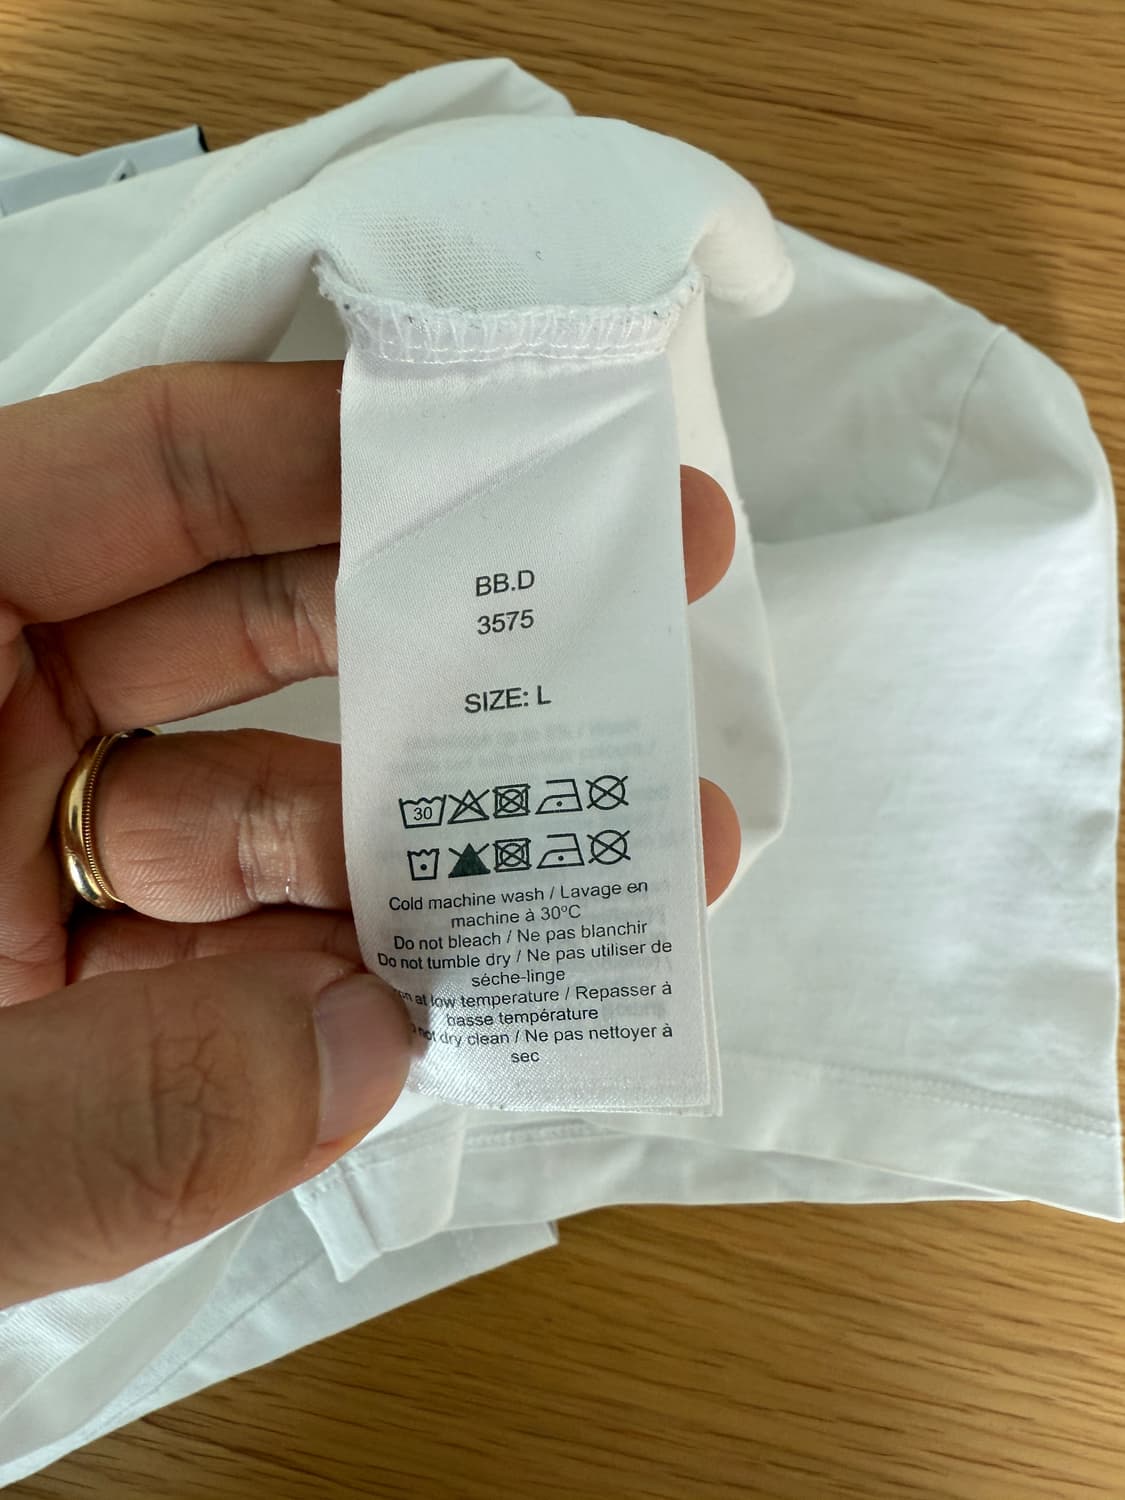 BB.D
3575
SIZE: L
30
Cold machine wash / Lavage en
machine à 30°C
Do not bleach / Ne pas blanchir
Do not tumble dry / Ne pas utiliser de
séche-linge
at low temperature / Repasser à
basse température
not dry clean / Ne pas nettoyer à
sec